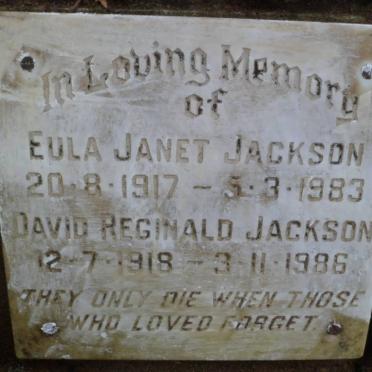 In Loving Memory
of
EULA JANET JACKSON
20·8·1917 – 5·3·1983
DAVID REGINALD JACKSON
12-7-1918 – 3·11·1986
THEY ONLY DIE WHEN THOSE
WHO LOVED FORGET.